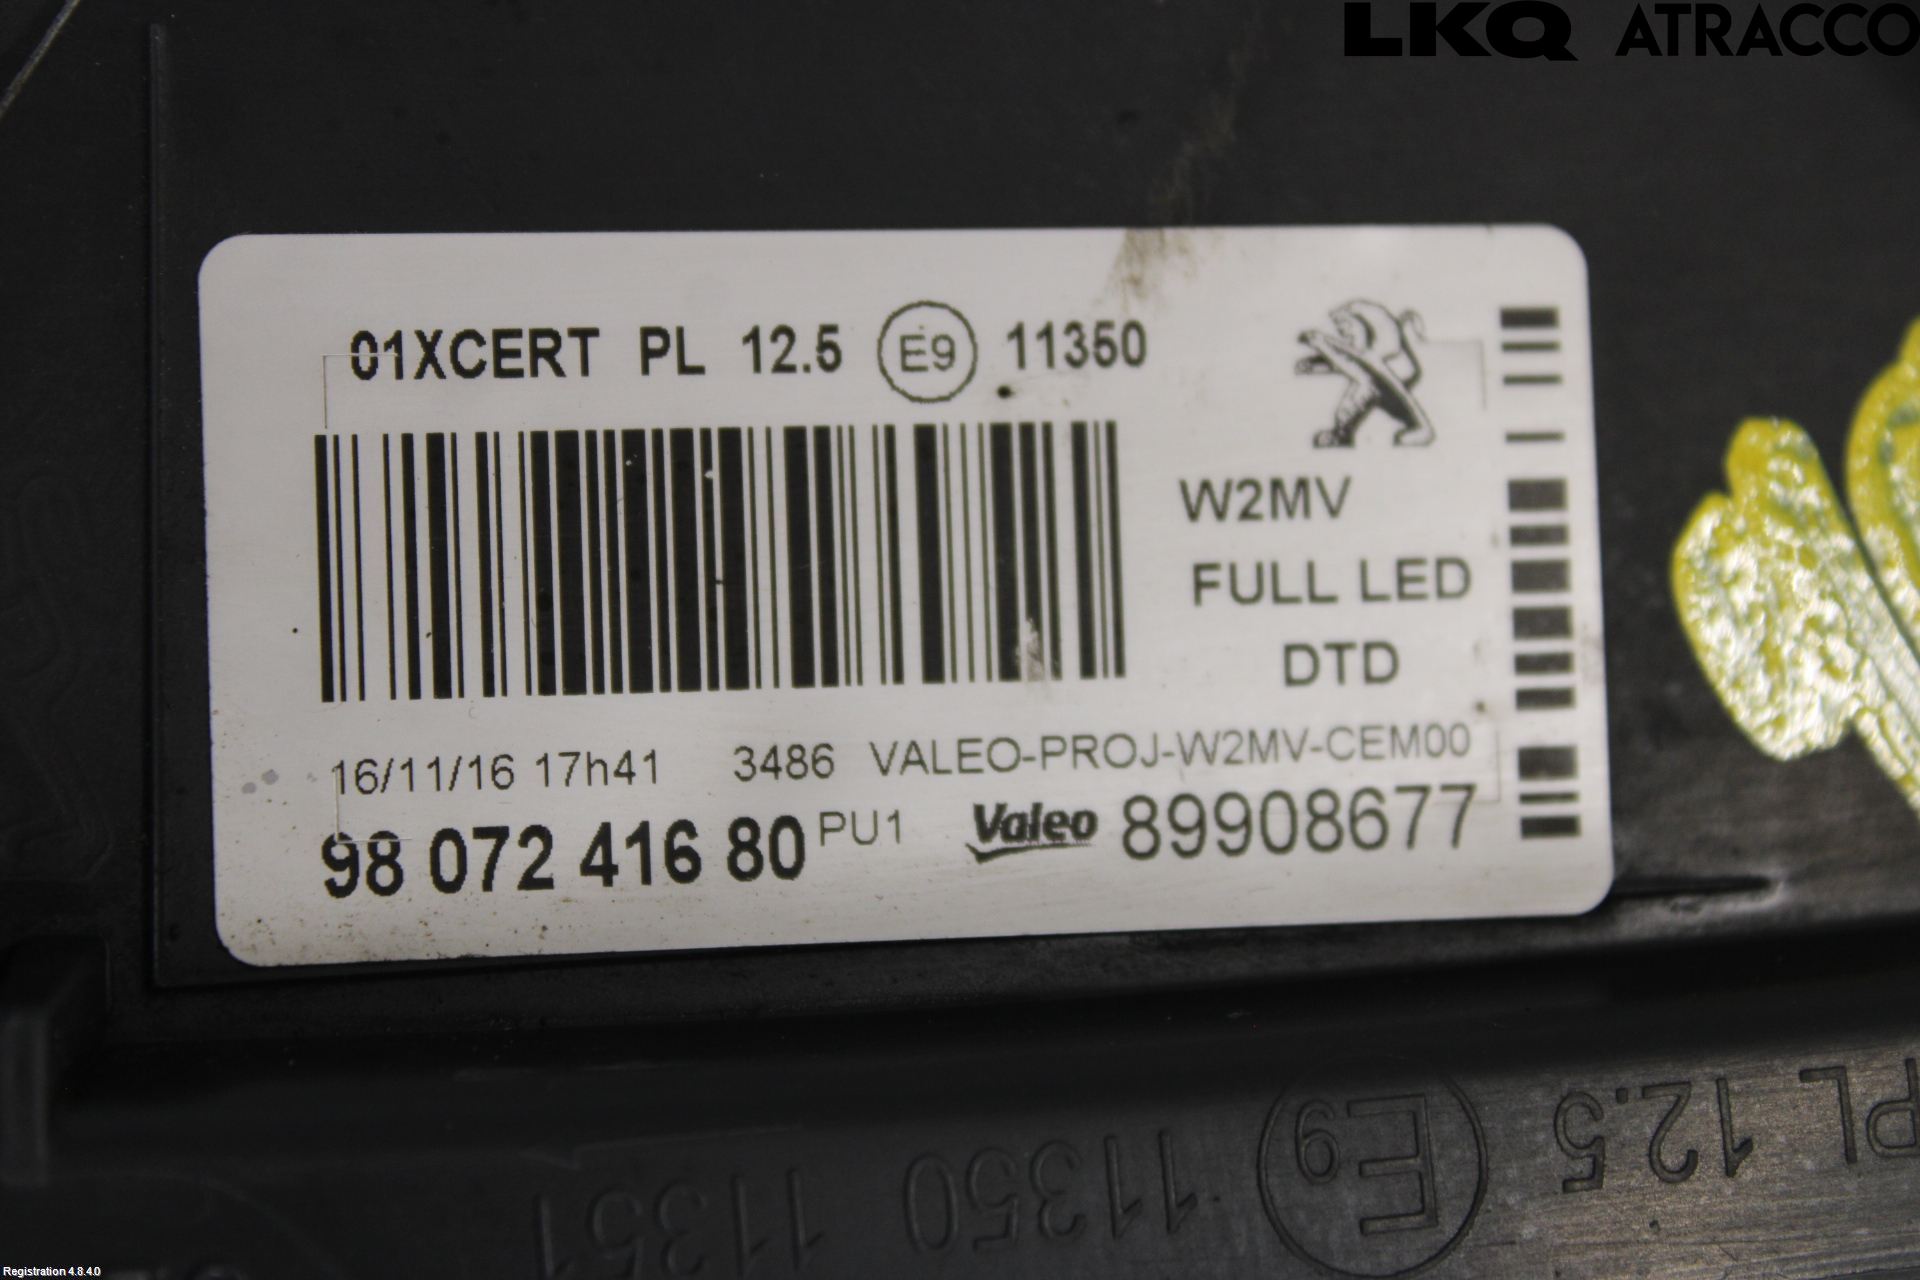 LKQ ATRACCO
01XCERT PL 12.5 E9 11350
W2MV
FULL LED
DTD
16/11/16 17h41 3486 VALEO-PROJ-W2MV-CEM00
98 072 416 80 PU1 Valeo 89908677
PL 12.5 E9 11350 11351
Registration 4.8.4.0